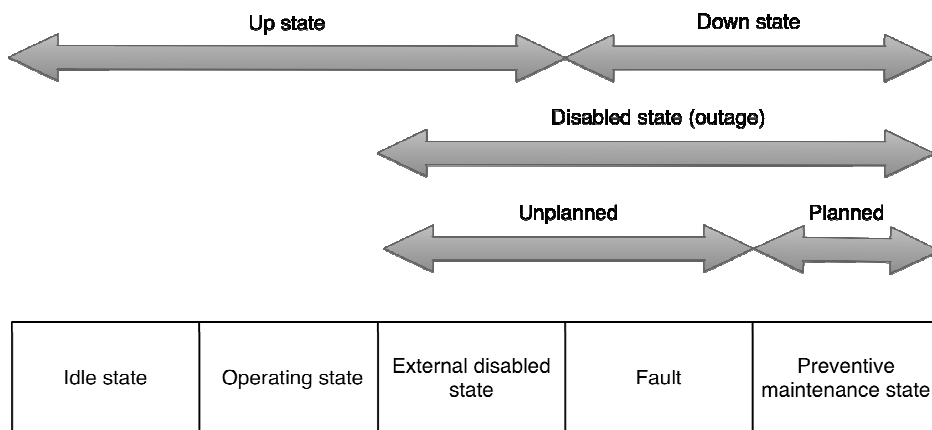 Up state
Down state
Disabled state (outage)
Unplanned
Planned
Idle state
Operating state
External disabled
state
Fault
Preventive
maintenance state